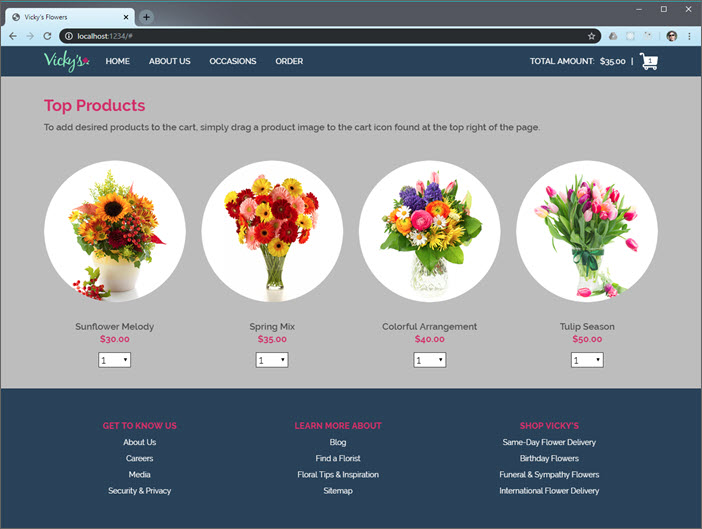 Vicky's Flowers
localhost:1234/#
Vicky's
HOME ABOUT US OCCASIONS ORDER TOTAL AMOUNT: $35.00 | 1
Top Products
To add desired products to the cart, simply drag a product image to the cart icon found at the top right of the page.
Sunflower Melody Spring Mix Colorful Arrangement Tulip Season
$30.00 $35.00 $40.00 $50.00
1 1 1 1
GET TO KNOW US LEARN MORE ABOUT SHOP VICKY'S
About Us Blog Same-Day Flower Delivery
Careers Find a Florist Birthday Flowers
Media Floral Tips & Inspiration Funeral & Sympathy Flowers
Security & Privacy Sitemap International Flower Delivery